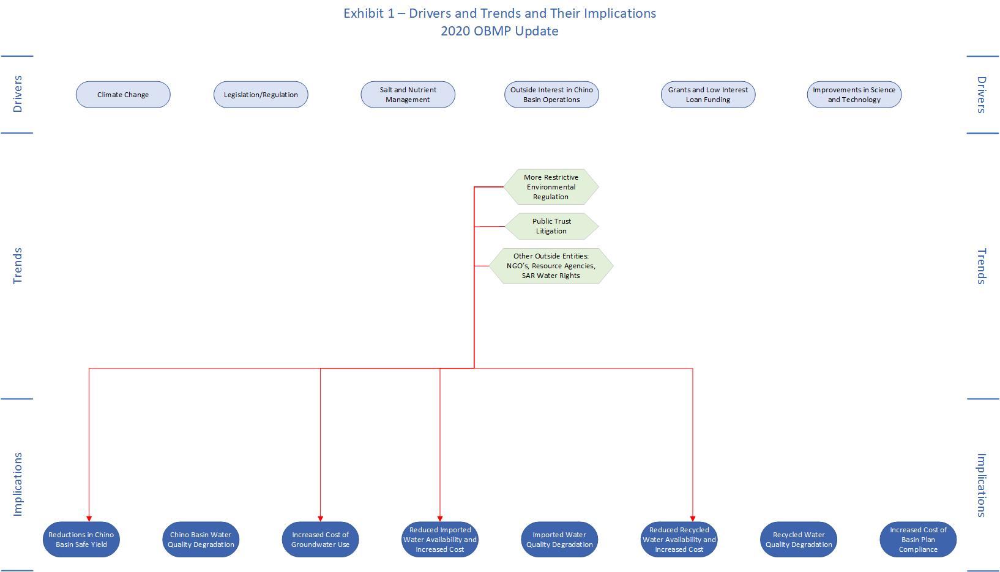 Exhibit 1 – Drivers and Trends and Their Implications
2020 OBMP Update
Drivers
Climate Change
Legislation/Regulation
Salt and Nutrient
Management
Outside Interest in Chino
Basin Operations
Grants and Low Interest
Loan Funding
Improvements in Science
and Technology
Drivers
Trends
More Restrictive
Environmental
Regulation
Public Trust
Litigation
Other Outside Entities:
NGO's, Resource Agencies,
SAR Water Rights
Trends
Implications
Reductions in Chino
Basin Safe Yield
Chino Basin Water
Quality Degradation
Increased Cost of
Groundwater Use
Reduced Imported
Water Availability and
Increased Cost
Imported Water
Quality Degradation
Reduced Recycled
Water Availability and
Increased Cost
Recycled Water
Quality Degradation
Increased Cost of
Basin Plan
Compliance
Implications